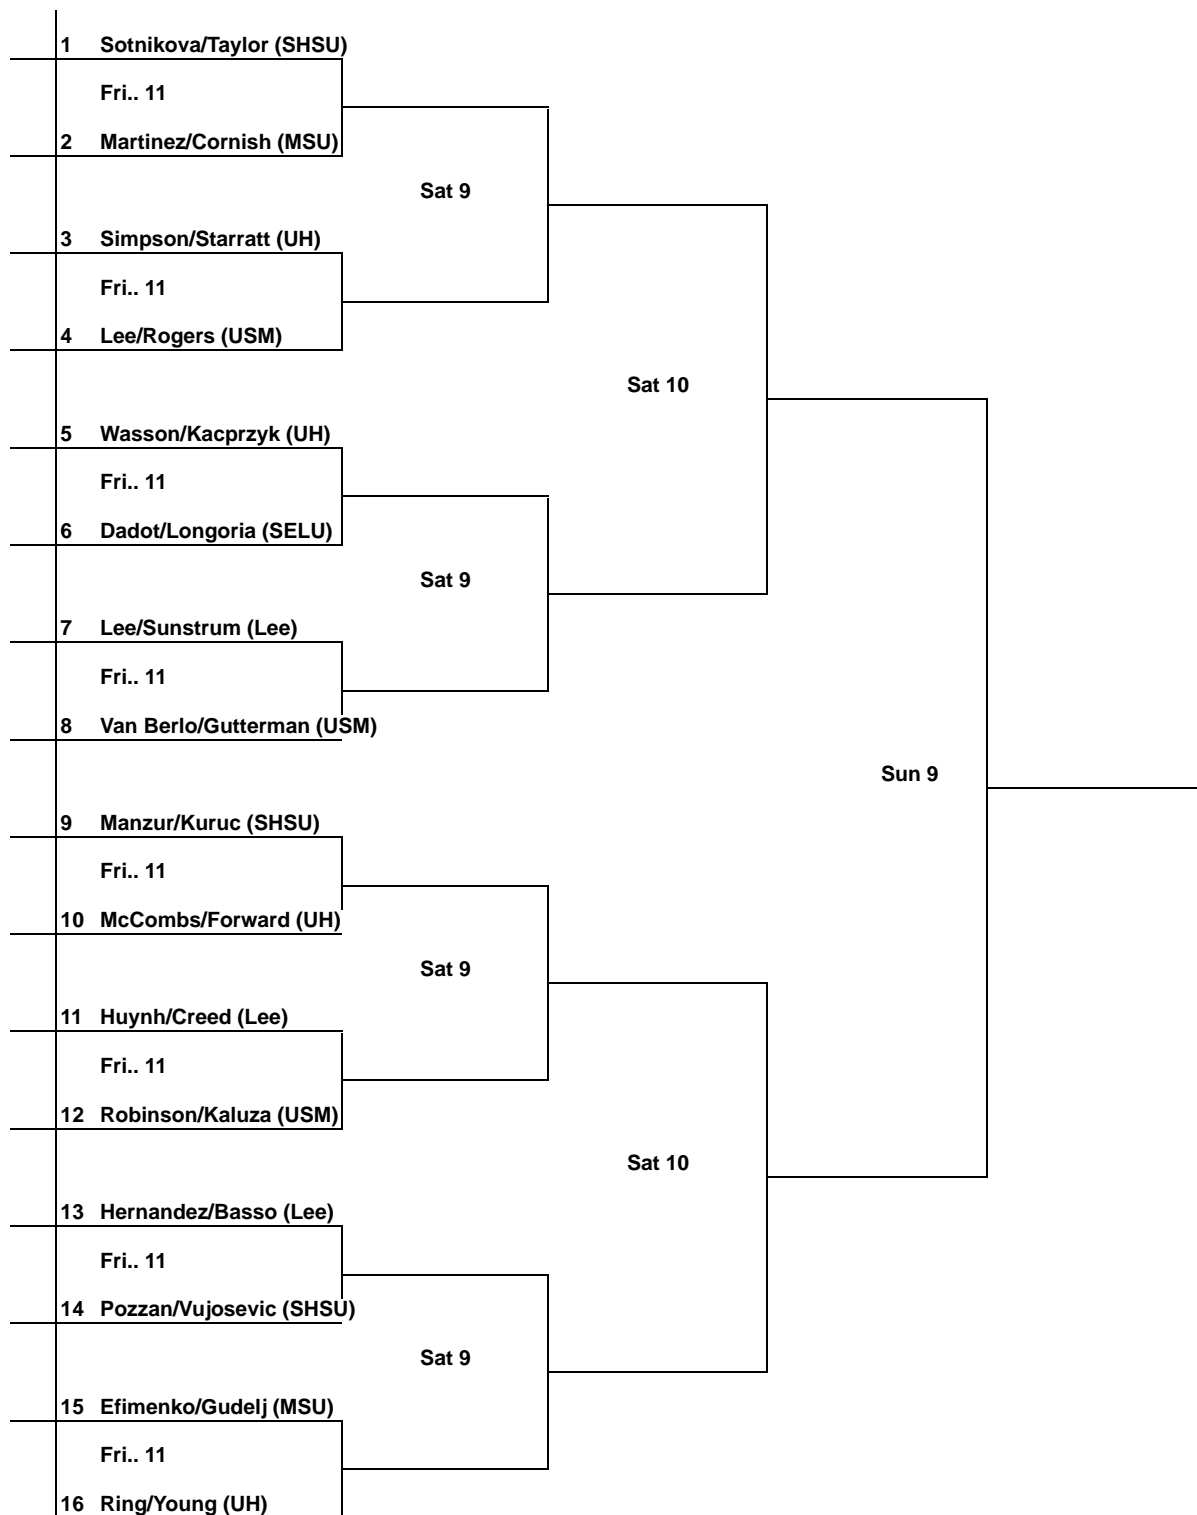 1 Sotnikova/Taylor (SHSU)
Fri.. 11
2 Martinez/Cornish (MSU)
Sat 9
3 Simpson/Starratt (UH)
Fri.. 11
4 Lee/Rogers (USM)
Sat 10
5 Wasson/Kacprzyk (UH)
Fri.. 11
6 Dadot/Longoria (SELU)
Sat 9
7 Lee/Sunstrum (Lee)
Fri.. 11
8 Van Berlo/Gutterman (USM)
Sun 9
9 Manzur/Kuruc (SHSU)
Fri.. 11
10 McCombs/Forward (UH)
Sat 9
11 Huynh/Creed (Lee)
Fri.. 11
12 Robinson/Kaluza (USM)
Sat 10
13 Hernandez/Basso (Lee)
Fri.. 11
14 Pozzan/Vujosevic (SHSU)
Sat 9
15 Efimenko/Gudelj (MSU)
Fri.. 11
16 Ring/Young (UH)